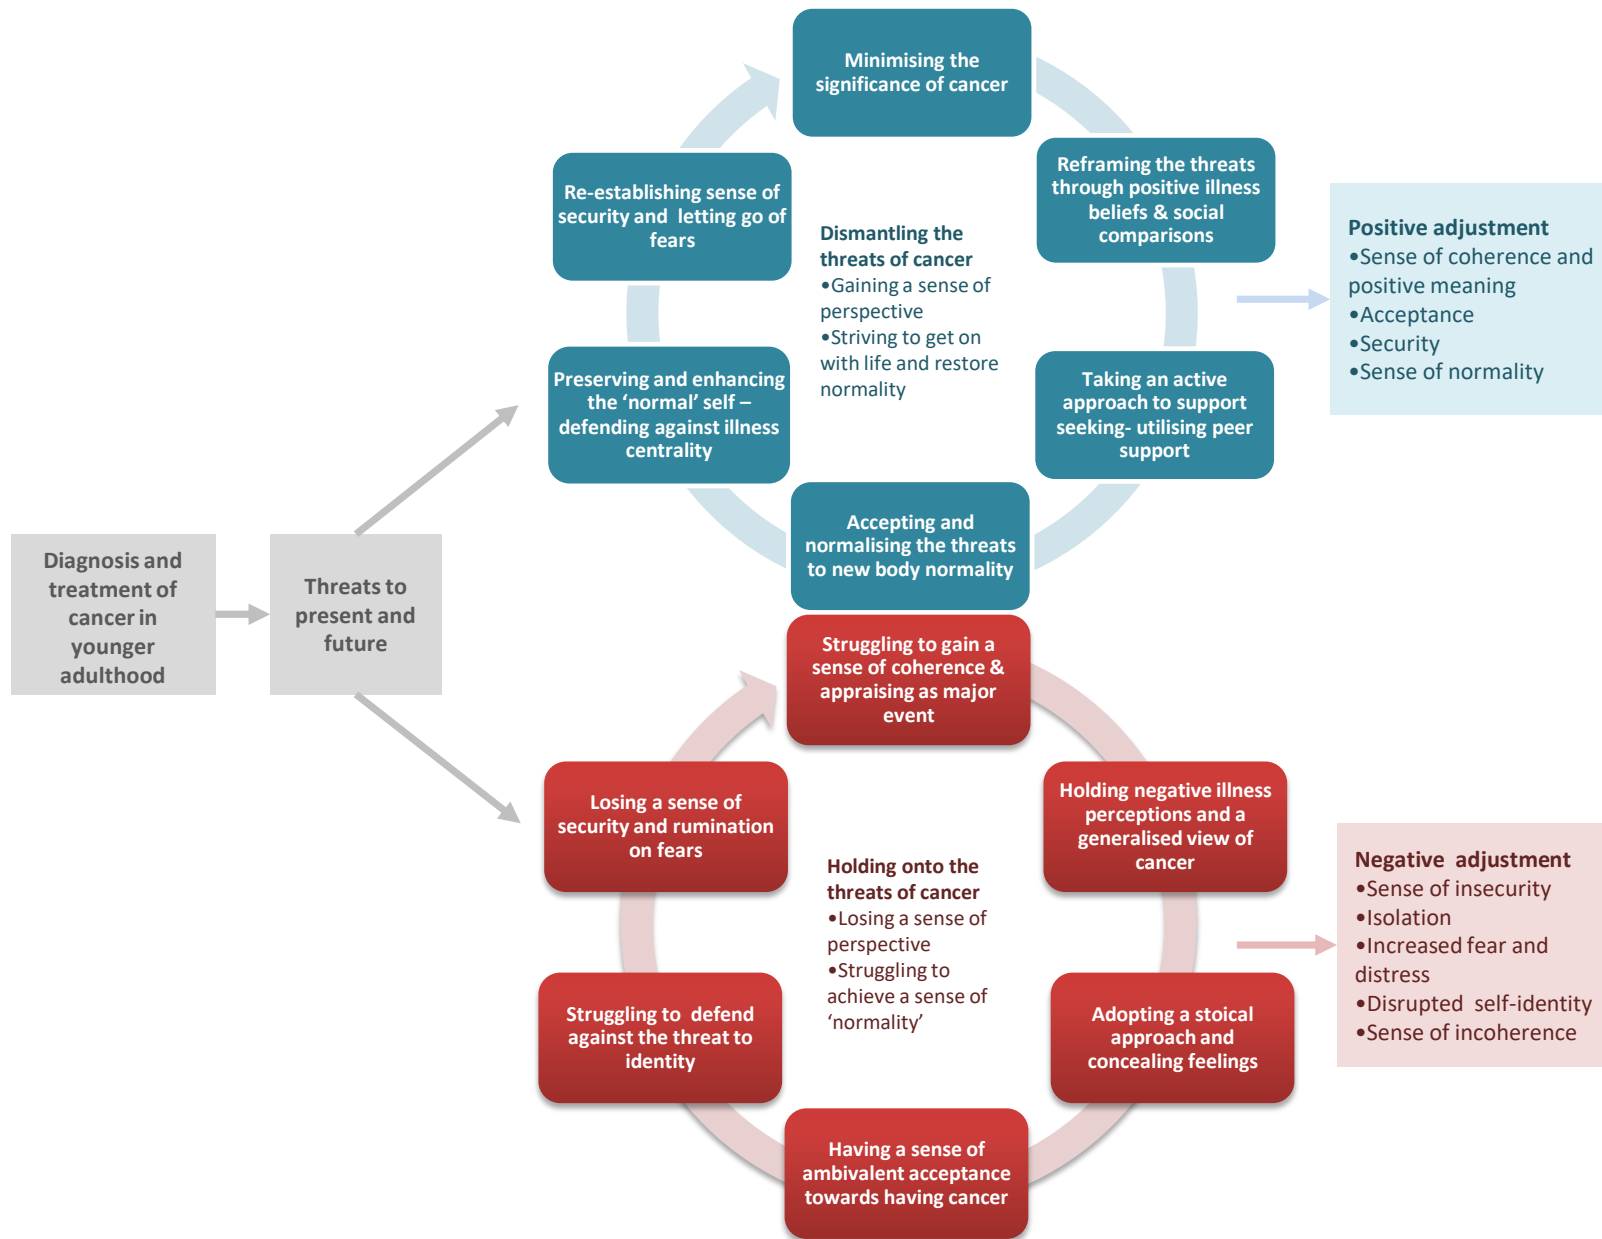 Minimising the
significance of cancer
Reframing the threats
through positive illness
beliefs & social
comparisons
Taking an active
approach to support
seeking- utilising peer
support
Accepting and
normalising the threats
to new body normality
Preserving and enhancing
the ‘normal’ self –
defending against illness
centrality
Re-establishing sense of
security and letting go of
fears
Dismantling the
threats of cancer
•Gaining a sense of
perspective
•Striving to get on
with life and restore
normality
Positive adjustment
•Sense of coherence and
positive meaning
•Acceptance
•Security
•Sense of normality
Diagnosis and
treatment of
cancer in
younger
adulthood
Threats to
present and
future
Struggling to gain a
sense of coherence &
appraising as major
event
Holding negative illness
perceptions and a
generalised view of
cancer
Adopting a stoical
approach and
concealing feelings
Having a sense of
ambivalent acceptance
towards having cancer
Struggling to defend
against the threat to
identity
Losing a sense of
security and rumination
on fears
Holding onto the
threats of cancer
•Losing a sense of
perspective
•Struggling to
achieve a sense of
‘normality’
Negative adjustment
•Sense of insecurity
•Isolation
•Increased fear and
distress
•Disrupted self-identity
•Sense of incoherence